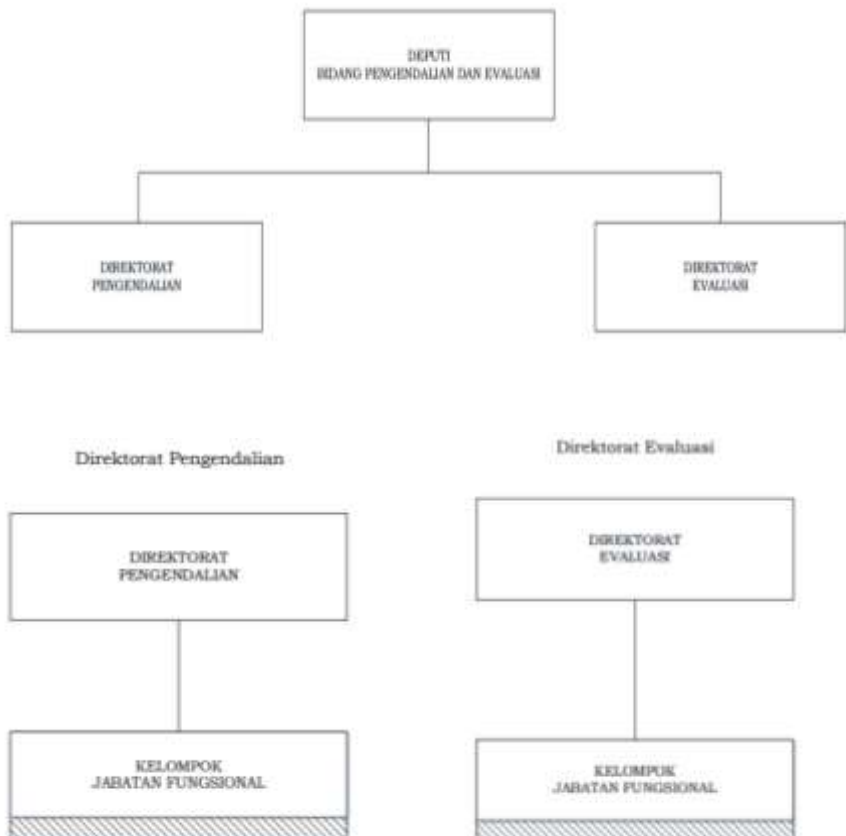 DEPUTI
BIDANG PENGENDALIAN DAN EVALUASI
DIREKTORAT
PENGENDALIAN
DIREKTORAT
EVALUASI
Direktorat Pengendalian
Direktorat Evaluasi
DIREKTORAT
PENGENDALIAN
DIREKTORAT
EVALUASI
KELOMPOK
JABATAN FUNGSIONAL
KELOMPOK
JABATAN FUNGSIONAL